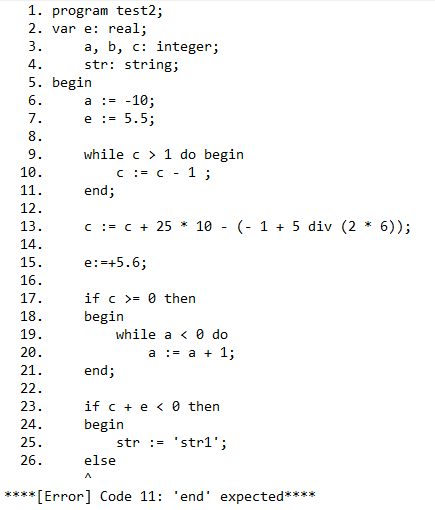 1. program test2;
2. var e: real;
3.     a, b, c: integer;
4.     str: string;
5. begin
6.     a := -10;
7.     e := 5.5;
8.
9.     while c > 1 do begin
10.         c := c - 1 ;
11.     end;
12.
13.     c := c + 25 * 10 - (- 1 + 5 div (2 * 6));
14.
15.     e:=+5.6;
16.
17.     if c >= 0 then
18.     begin
19.         while a < 0 do
20.             a := a + 1;
21.     end;
22.
23.     if c + e < 0 then
24.     begin
25.         str := 'str1';
26.     else
        ^
****[Error] Code 11: 'end' expected****